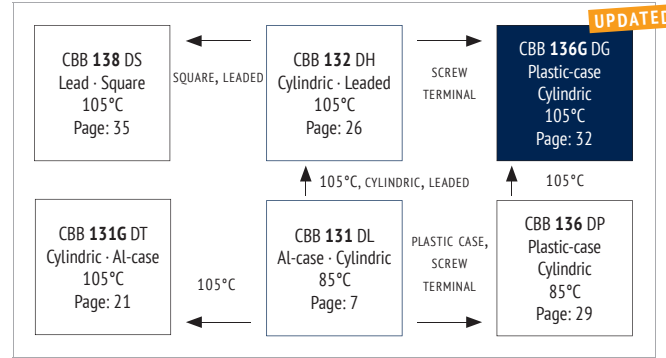 UPDATED
CBB 138 DS
Lead · Square
105°C
Page: 35
SQUARE, LEADED
CBB 132 DH
Cylindric · Leaded
105°C
Page: 26
SCREW
TERMINAL
CBB 136G DG
Plastic-case
Cylindric
105°C
Page: 32
105°C, CYLINDRIC, LEADED
105°C
CBB 131G DT
Cylindric · Al-case
105°C
Page: 21
105°C
CBB 131 DL
Al-case · Cylindric
85°C
Page: 7
PLASTIC CASE,
SCREW
TERMINAL
CBB 136 DP
Plastic-case
Cylindric
85°C
Page: 29